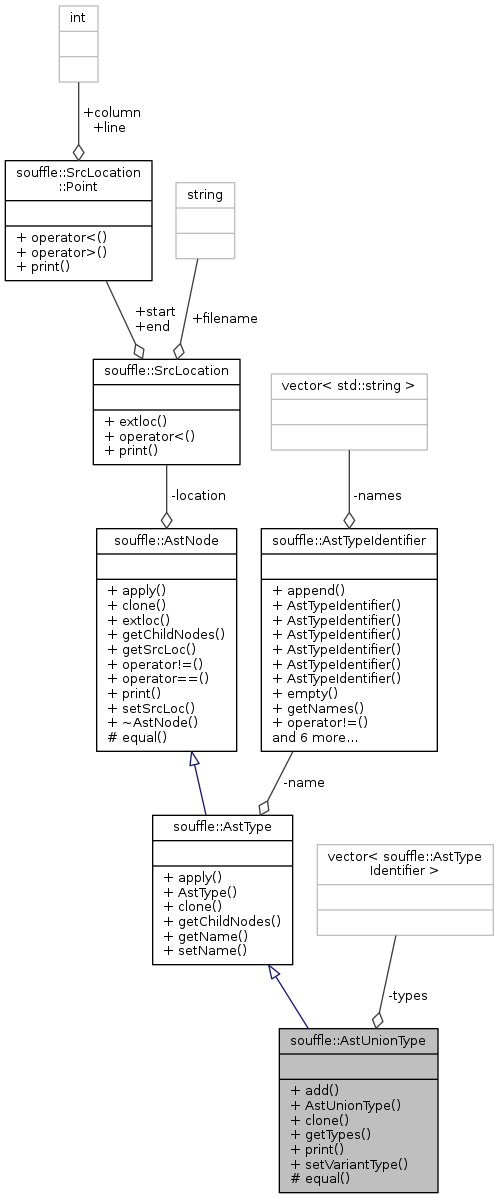 int
+column
+line
souffle::SrcLocation
::Point
+ operator<()
+ operator>()
+ print()
string
+start
+end
+filename
souffle::SrcLocation
+ extloc()
+ operator<()
+ print()
vector< std::string >
-location
-names
souffle::AstNode
+ apply()
+ clone()
+ extloc()
+ getChildNodes()
+ getSrcLoc()
+ operator!=()
+ operator==()
+ print()
+ setSrcLoc()
+ ~AstNode()
# equal()
souffle::AstTypeIdentifier
+ append()
+ AstTypeIdentifier()
+ AstTypeIdentifier()
+ AstTypeIdentifier()
+ AstTypeIdentifier()
+ AstTypeIdentifier()
+ AstTypeIdentifier()
+ empty()
+ getNames()
+ operator!=()
and 6 more...
-name
souffle::AstType
+ apply()
+ AstType()
+ clone()
+ getChildNodes()
+ getName()
+ setName()
vector< souffle::AstType
Identifier >
-types
souffle::AstUnionType
+ add()
+ AstUnionType()
+ clone()
+ getTypes()
+ print()
+ setVariantType()
# equal()